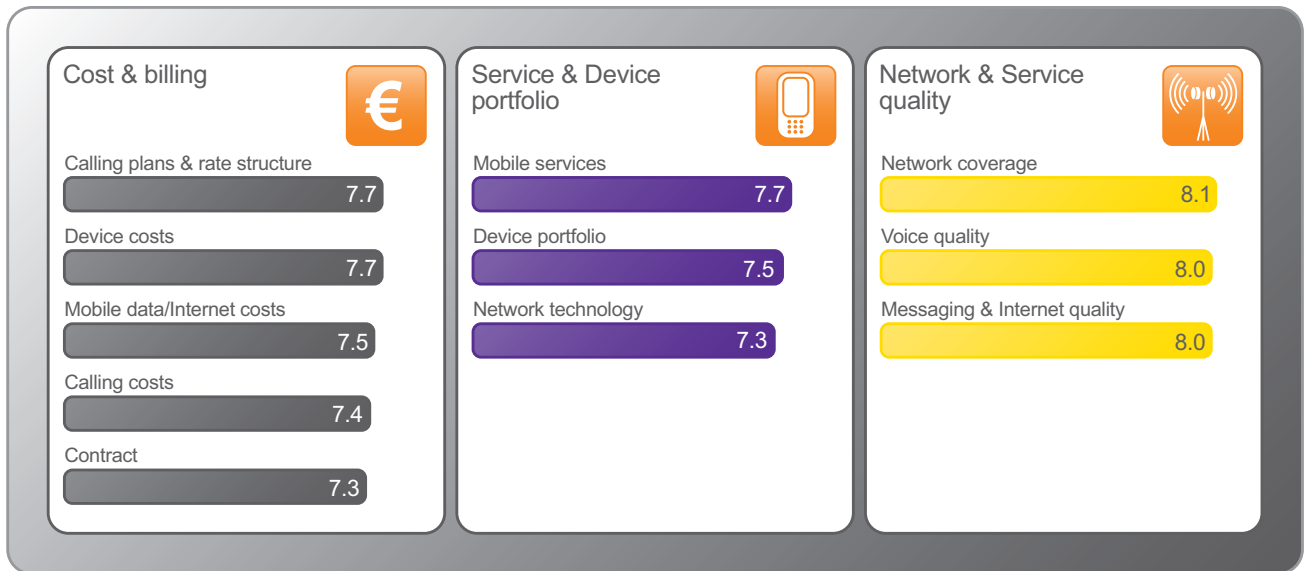 Cost & billing
€
Calling plans & rate structure
7.7
Device costs
7.7
Mobile data/Internet costs
7.5
Calling costs
7.4
Contract
7.3
Service & Device
portfolio
Mobile services
7.7
Device portfolio
7.5
Network technology
7.3
Network & Service
quality
Network coverage
8.1
Voice quality
8.0
Messaging & Internet quality
8.0